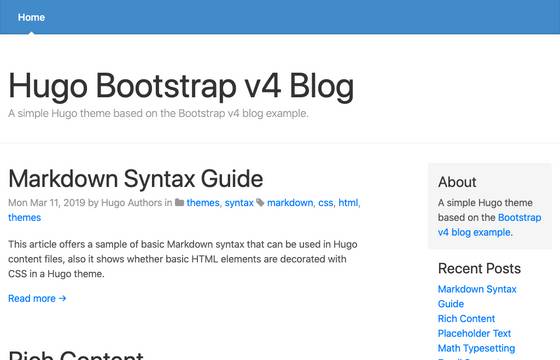 Home
Hugo Bootstrap v4 Blog
A simple Hugo theme based on the Bootstrap v4 blog example.
Markdown Syntax Guide
Mon Mar 11, 2019 by Hugo Authors in themes, syntax markdown, css, html,
themes
This article offers a sample of basic Markdown syntax that can be used in Hugo
content files, also it shows whether basic HTML elements are decorated with
CSS in a Hugo theme.
Read more →
Rich Content
About
A simple Hugo theme
based on the Bootstrap
v4 blog example.
Recent Posts
Markdown Syntax
Guide
Rich Content
Placeholder Text
Math Typesetting